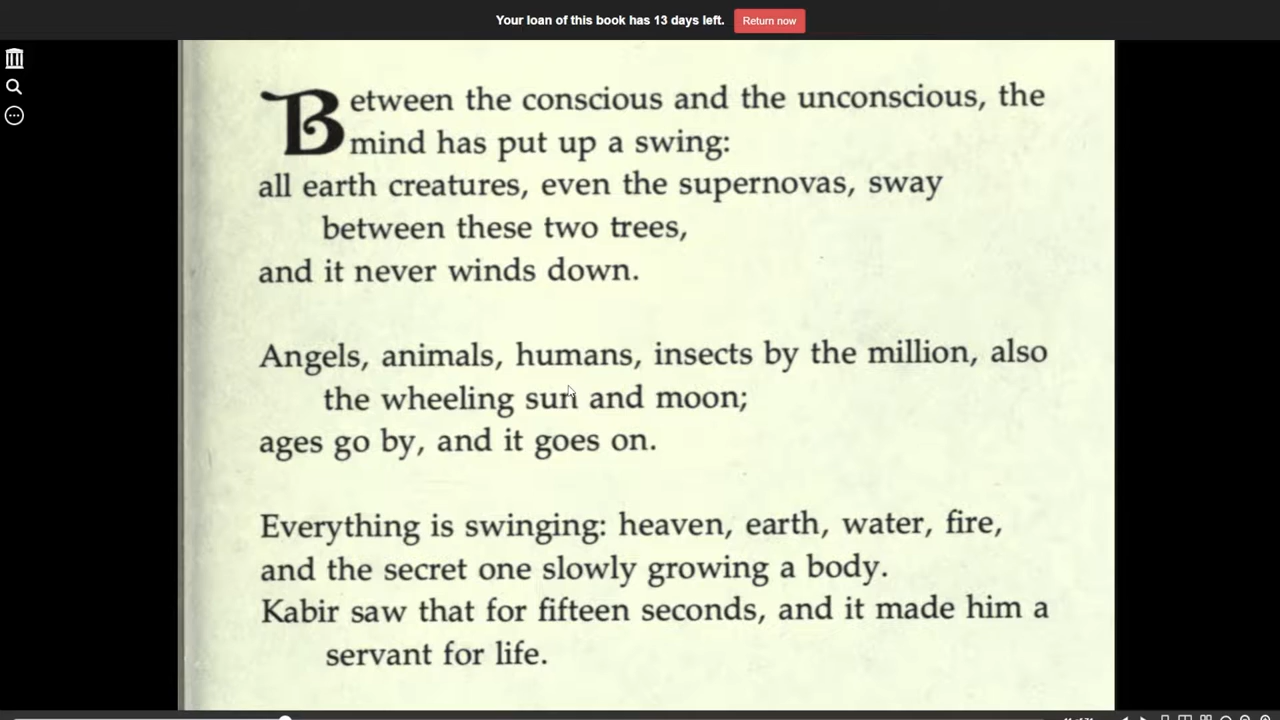 Your loan of this book has 13 days left. Return now
Between the conscious and the unconscious, the
mind has put up a swing:
all earth creatures, even the supernovas, sway
between these two trees,
and it never winds down.
Angels, animals, humans, insects by the million, also
the wheeling sun and moon;
ages go by, and it goes on.
Everything is swinging: heaven, earth, water, fire,
and the secret one slowly growing a body.
Kabir saw that for fifteen seconds, and it made him a
servant for life.